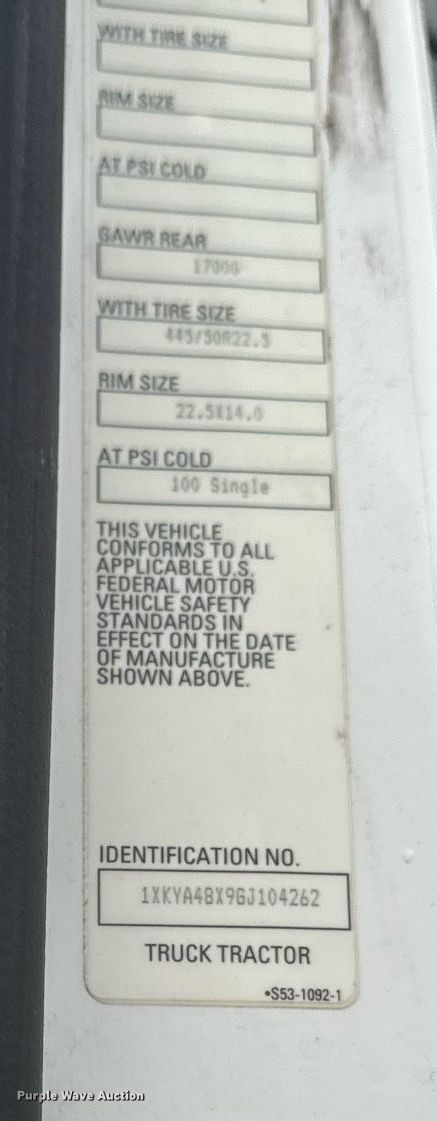 WITH TIRE SIZE
RIM SIZE
AT PSI COLD
GAWR REAR
17000
WITH TIRE SIZE
445/50R22.5
RIM SIZE
22.5X14.0
AT PSI COLD
100 Single
THIS VEHICLE
CONFORMS TO ALL
APPLICABLE U.S.
FEDERAL MOTOR
VEHICLE SAFETY
STANDARDS IN
EFFECT ON THE DATE
OF MANUFACTURE
SHOWN ABOVE.
IDENTIFICATION NO.
1XKYA48X9GJ104262
TRUCK TRACTOR
•S53-1092-1
Purple Wave Auction